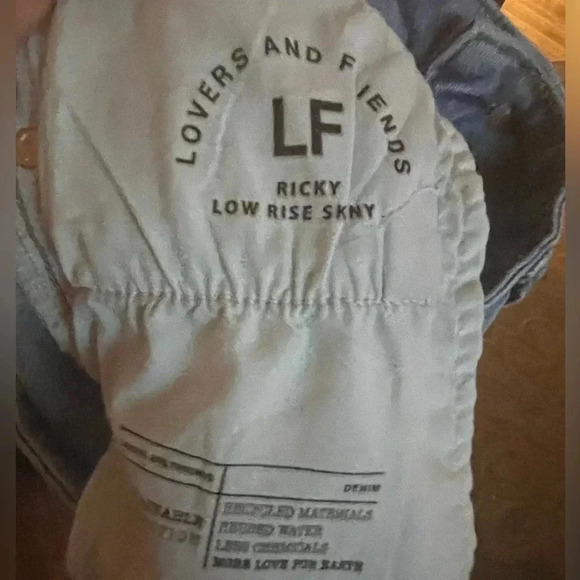 LOVERS AND FRIENDS
LF
RICKY
LOW RISE SKNY
DENIM
RECYCLED MATERIALS
REUSED WATER
LESS CHEMICALS
MORE LOVE FOR EARTH